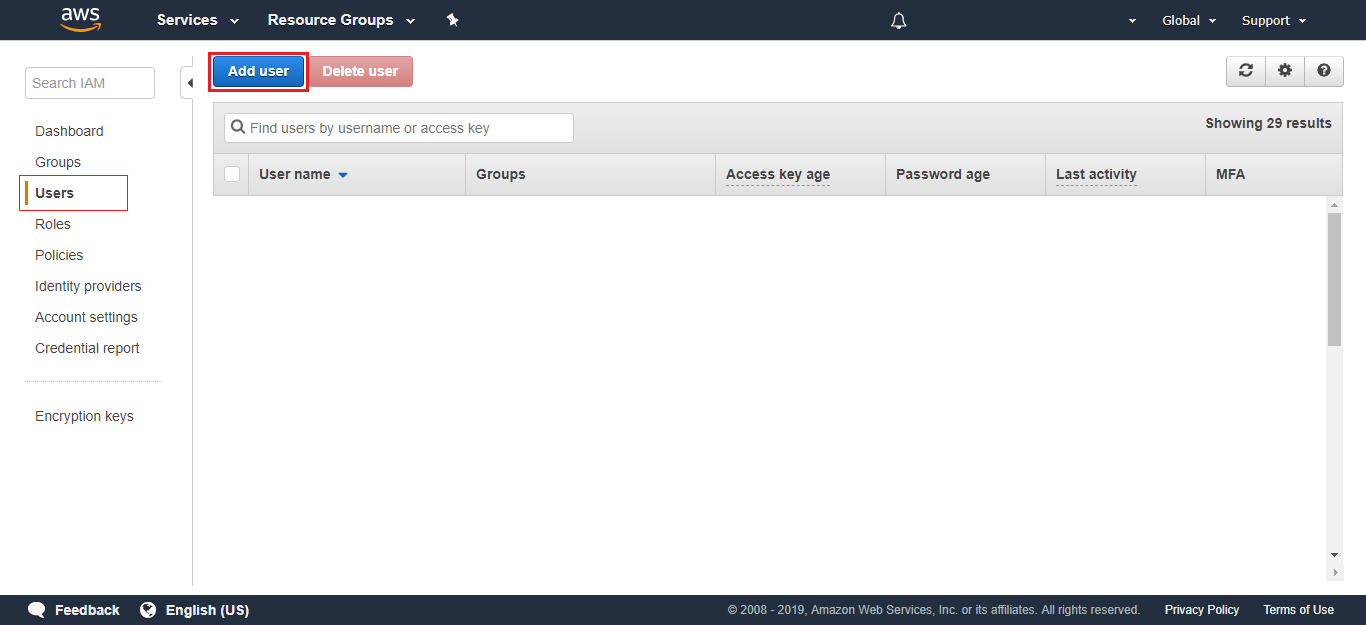 aws Services Resource Groups Global Support
Search IAM
Add user Delete user
Dashboard
Groups
Users
Roles
Policies
Identity providers
Account settings
Credential report
Encryption keys
Find users by username or access key
Showing 29 results
User name Groups Access key age Password age Last activity MFA
Feedback English (US) © 2008 - 2019, Amazon Web Services, Inc. or its affiliates. All rights reserved. Privacy Policy Terms of Use